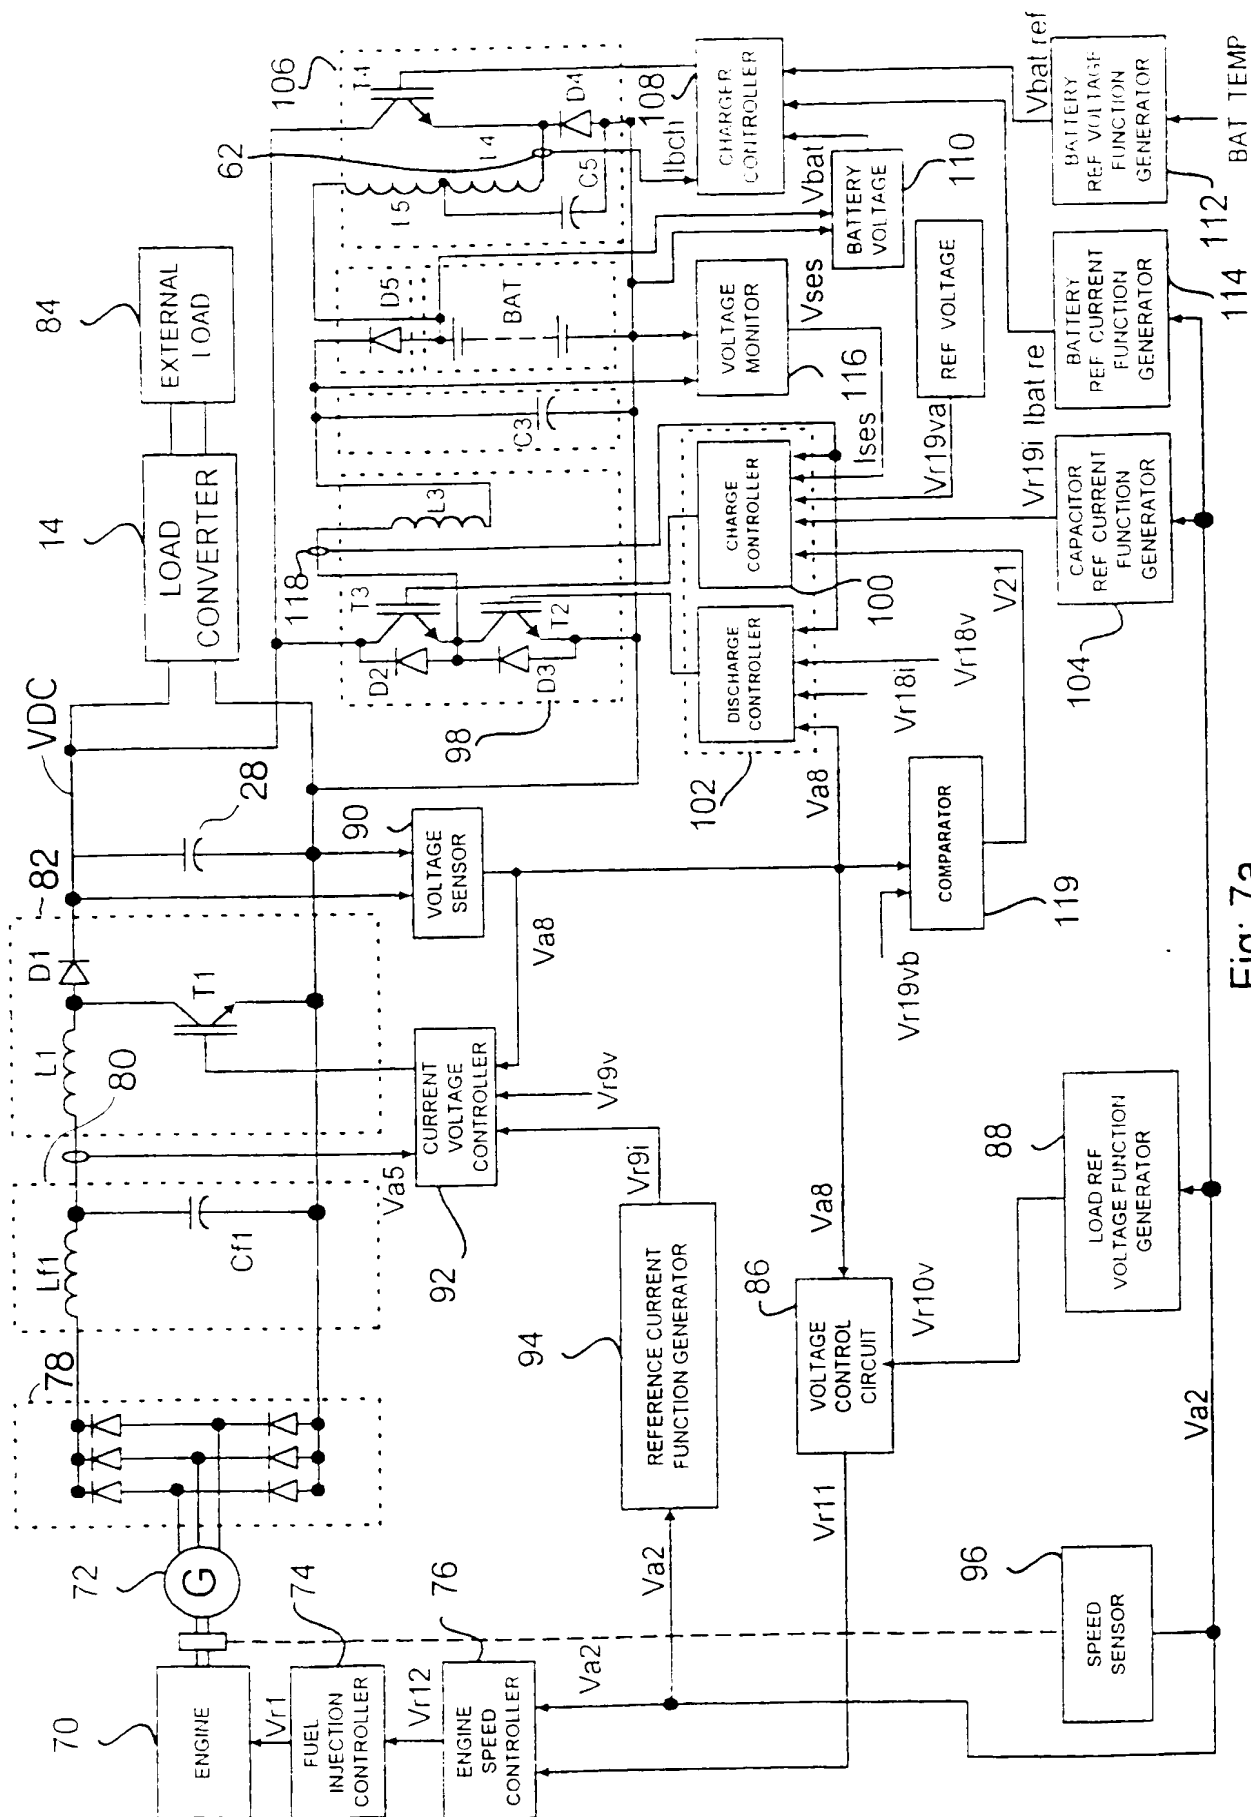 70
ENGINE
Vr1
74
FUEL
INJECTION
CONTROLLER
Vr12
76
ENGINE
SPEED
CONTROLLER
Va2
72
G
78
Lf1
Cf1
80
L1
T1
D1
82
VDC
28
14
LOAD
CONVERTER
84
EXTERNAL
LOAD
Va5
92
CURRENT
VOLTAGE
CONTROLLER
Va8
Vr9v
Vr9i
90
VOLTAGE
SENSOR
94
REFERENCE CURRENT
FUNCTION GENERATOR
Va2
98
D2
D3
T3
T2
118
L3
C3
D5
BAT
L5
C5
62
L4
D4
T4
106
Ibch
102
DISCHARGE
CONTROLLER
CHARGE
CONTROLLER
100
Va8
Vr18i
Vr18v
V21
116
VOLTAGE
MONITOR
Vses
Ises
Vr19va
REF VOLTAGE
BATTERY
VOLTAGE
110
Vbat
108
CHARGER
CONTROLLER
Vbat ref
86
VOLTAGE
CONTROL
CIRCUIT
Vr11
Va8
Vr10v
Vr19vb
COMPARATOR
119
96
SPEED
SENSOR
Va2
88
LOAD REF
VOLTAGE FUNCTION
GENERATOR
104
CAPACITOR
REF CURRENT
FUNCTION
GENERATOR
Vr19i
Ibat re
BATTERY
REF CURRENT
FUNCTION
GENERATOR
114
112
BATTERY
REF VOLTAGE
FUNCTION
GENERATOR
BAT TEMP
Fig: 7a